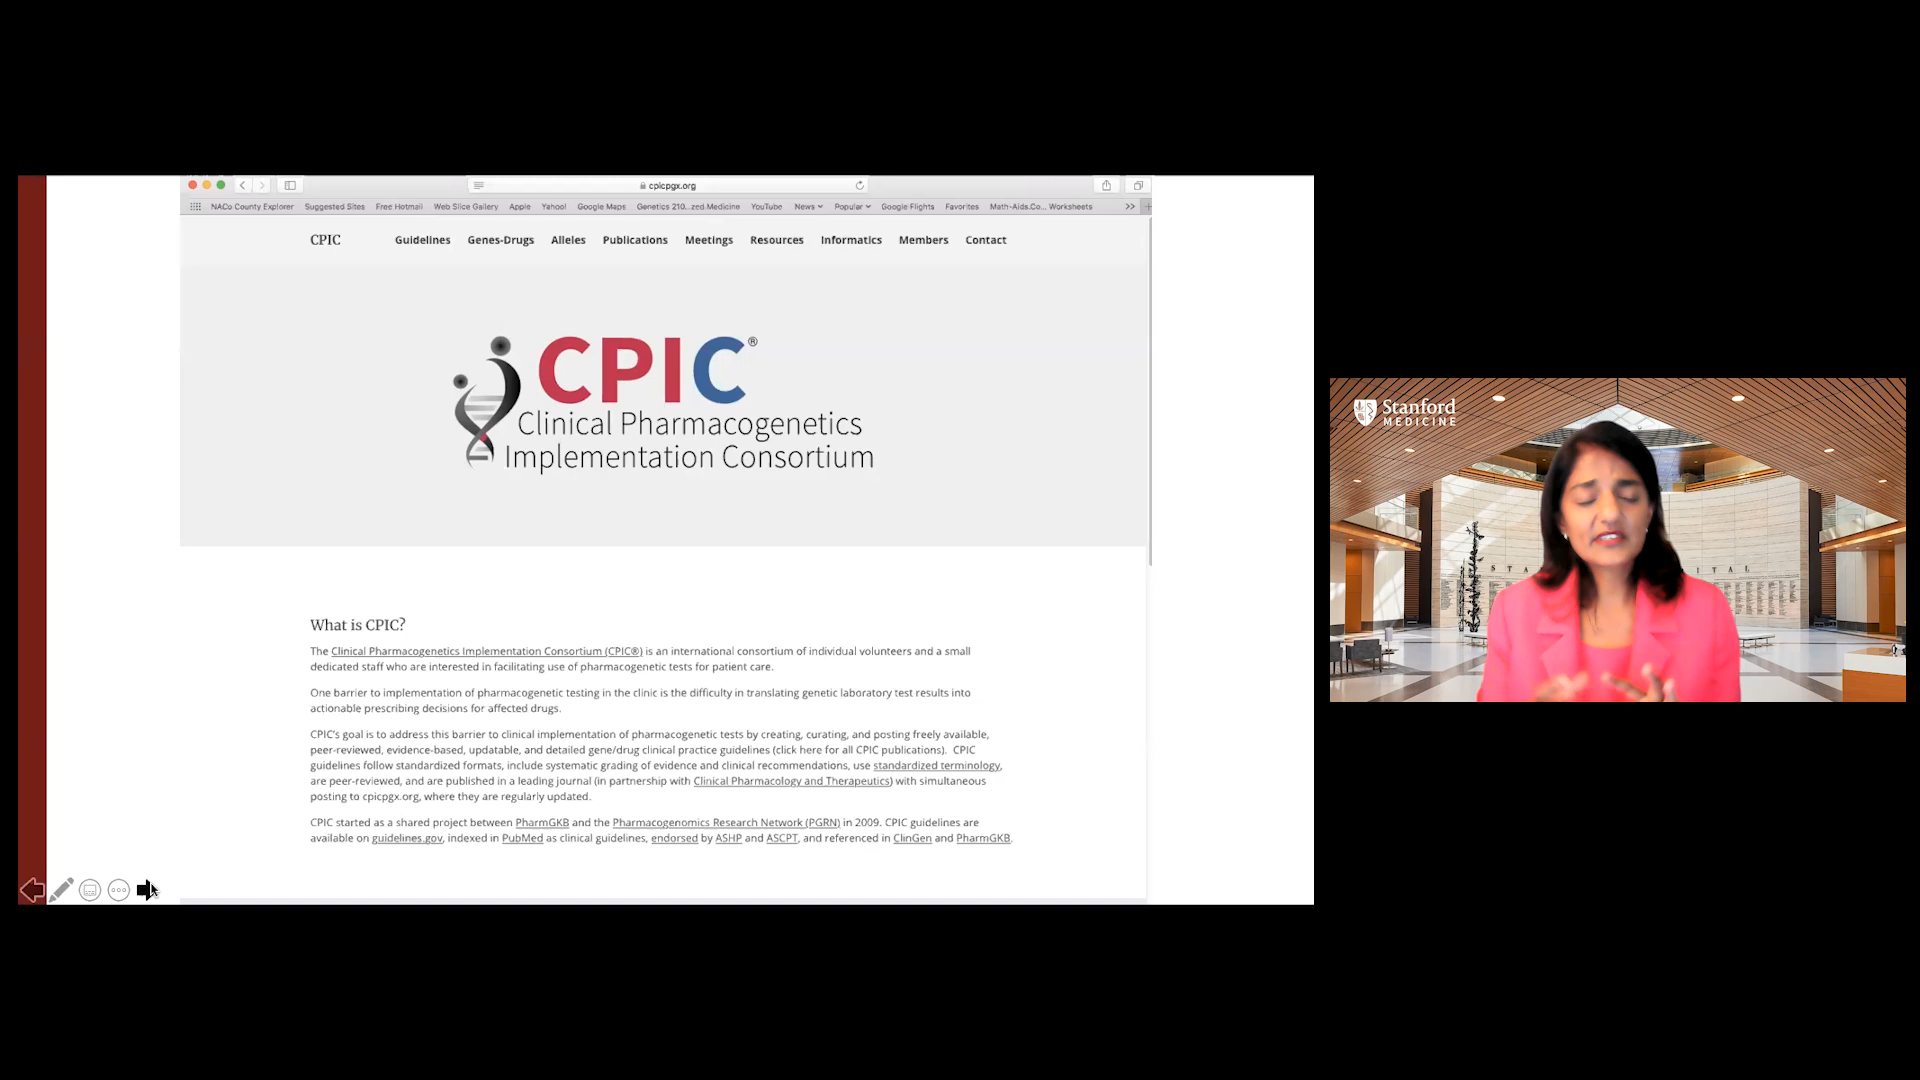 cpicpgx.org
NACo County Explorer Suggested Sites Free Hotmail Web Slice Gallery Apple Yahoo! Google Maps Genetics 210...zed Medicine YouTube News Popular Google Flights Favorites Math-Aids.Co... Worksheets >>
CPIC Guidelines Genes-Drugs Alleles Publications Meetings Resources Informatics Members Contact
CPIC®
Clinical Pharmacogenetics
Implementation Consortium
What is CPIC?
The Clinical Pharmacogenetics Implementation Consortium (CPIC®) is an international consortium of individual volunteers and a small
dedicated staff who are interested in facilitating use of pharmacogenetic tests for patient care.
One barrier to implementation of pharmacogenetic testing in the clinic is the difficulty in translating genetic laboratory test results into
actionable prescribing decisions for affected drugs.
CPIC's goal is to address this barrier to clinical implementation of pharmacogenetic tests by creating, curating, and posting freely available,
peer-reviewed, evidence-based, updatable, and detailed gene/drug clinical practice guidelines (click here for all CPIC publications). CPIC
guidelines follow standardized formats, include systematic grading of evidence and clinical recommendations, use standardized terminology,
are peer-reviewed, and are published in a leading journal (in partnership with Clinical Pharmacology and Therapeutics) with simultaneous
posting to cpicpgx.org, where they are regularly updated.
CPIC started as a shared project between PharmGKB and the Pharmacogenomics Research Network (PGRN) in 2009. CPIC guidelines are
available on guidelines.gov, indexed in PubMed as clinical guidelines, endorsed by ASHP and ASCPT, and referenced in ClinGen and PharmGKB.
Stanford
MEDICINE